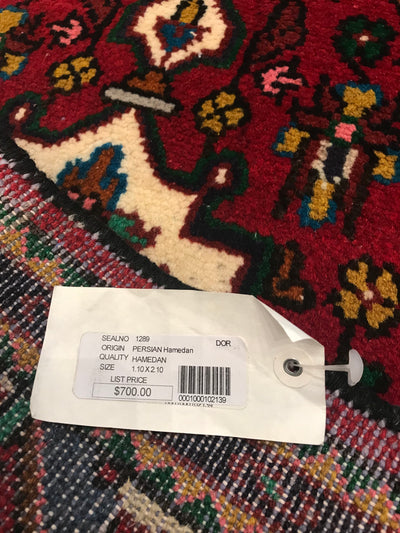 SEALNO 1289
ORIGIN PERSIAN Hamedan DOR
QUALITY HAMEDAN
SIZE 1.10 X 2.10
LIST PRICE
$700.00
0001000102139